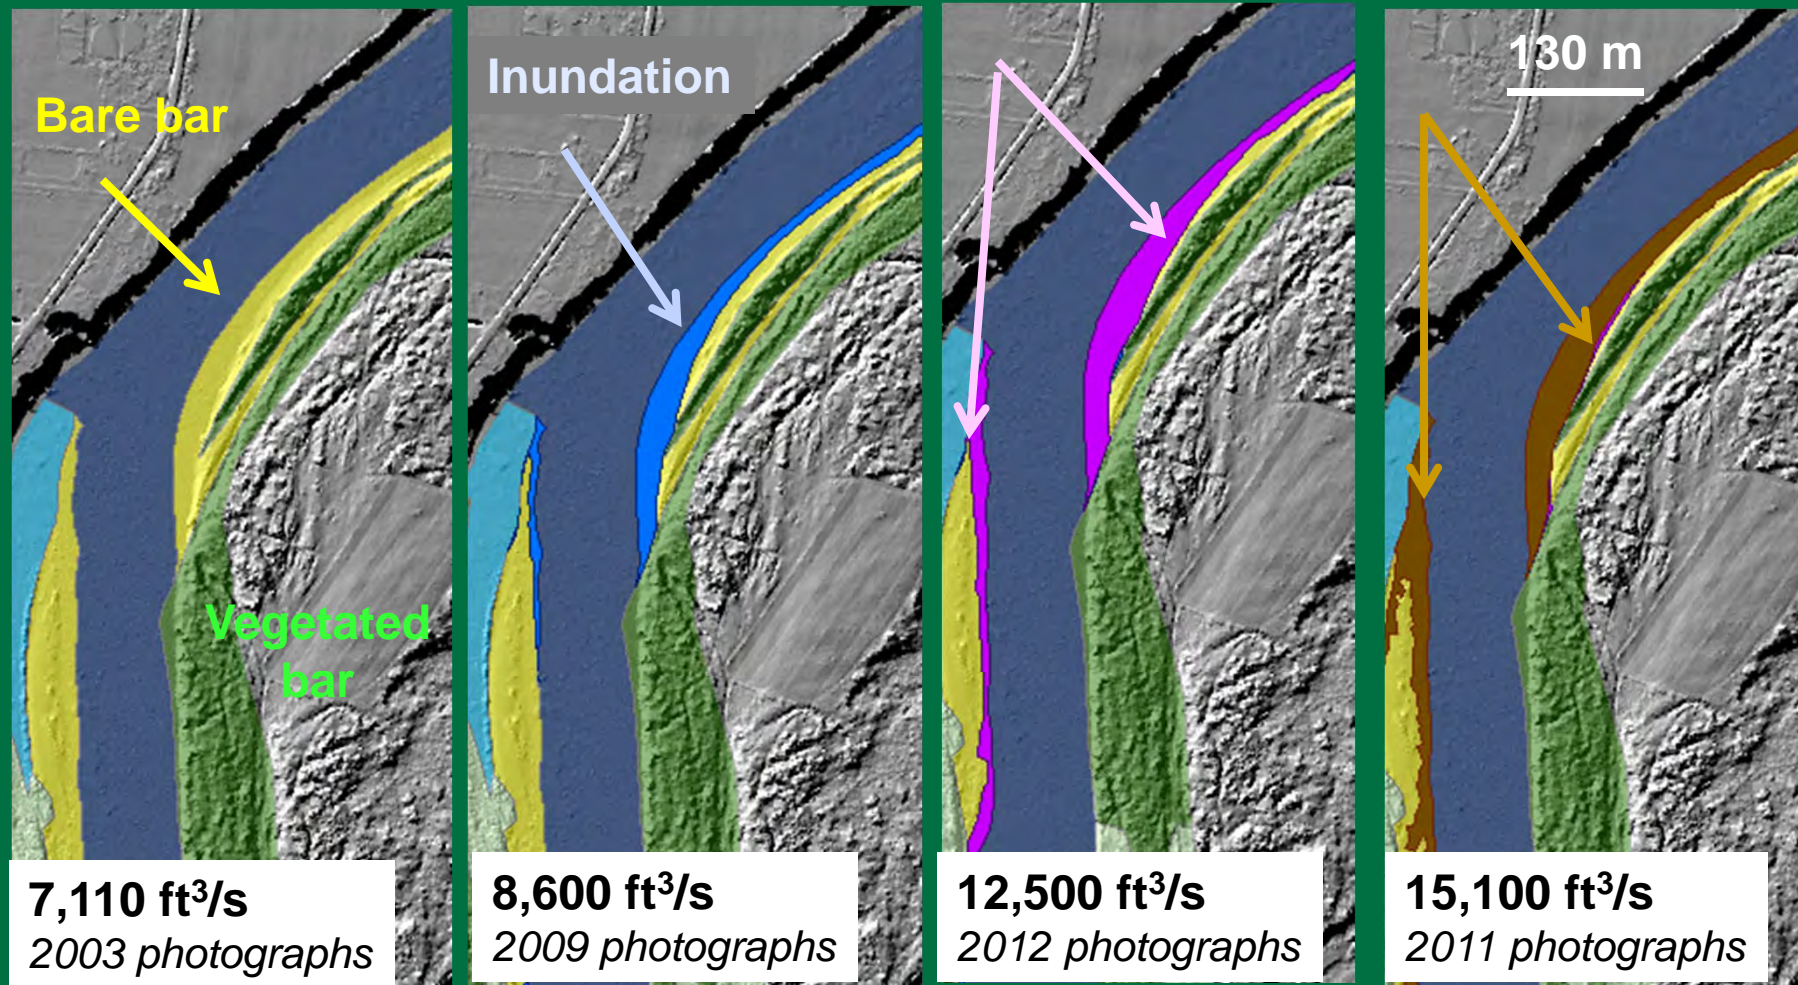 Bare bar
Vegetated
bar
7,110 ft³/s
2003 photographs
Inundation
8,600 ft³/s
2009 photographs
12,500 ft³/s
2012 photographs
130 m
15,100 ft³/s
2011 photographs